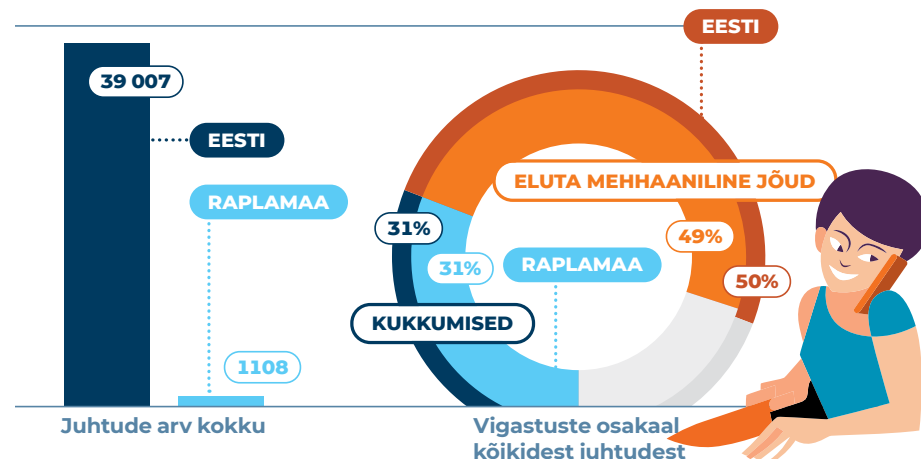 EESTI
39 007
EESTI
ELUTA MEHHAANILINE JÕUD
RAPLAMAA
31%
49%
31%
RAPLAMAA
50%
KUKKUMISED
1108
Juhtude arv kokku
Vigastuste osakaal
kõikidest juhtudest